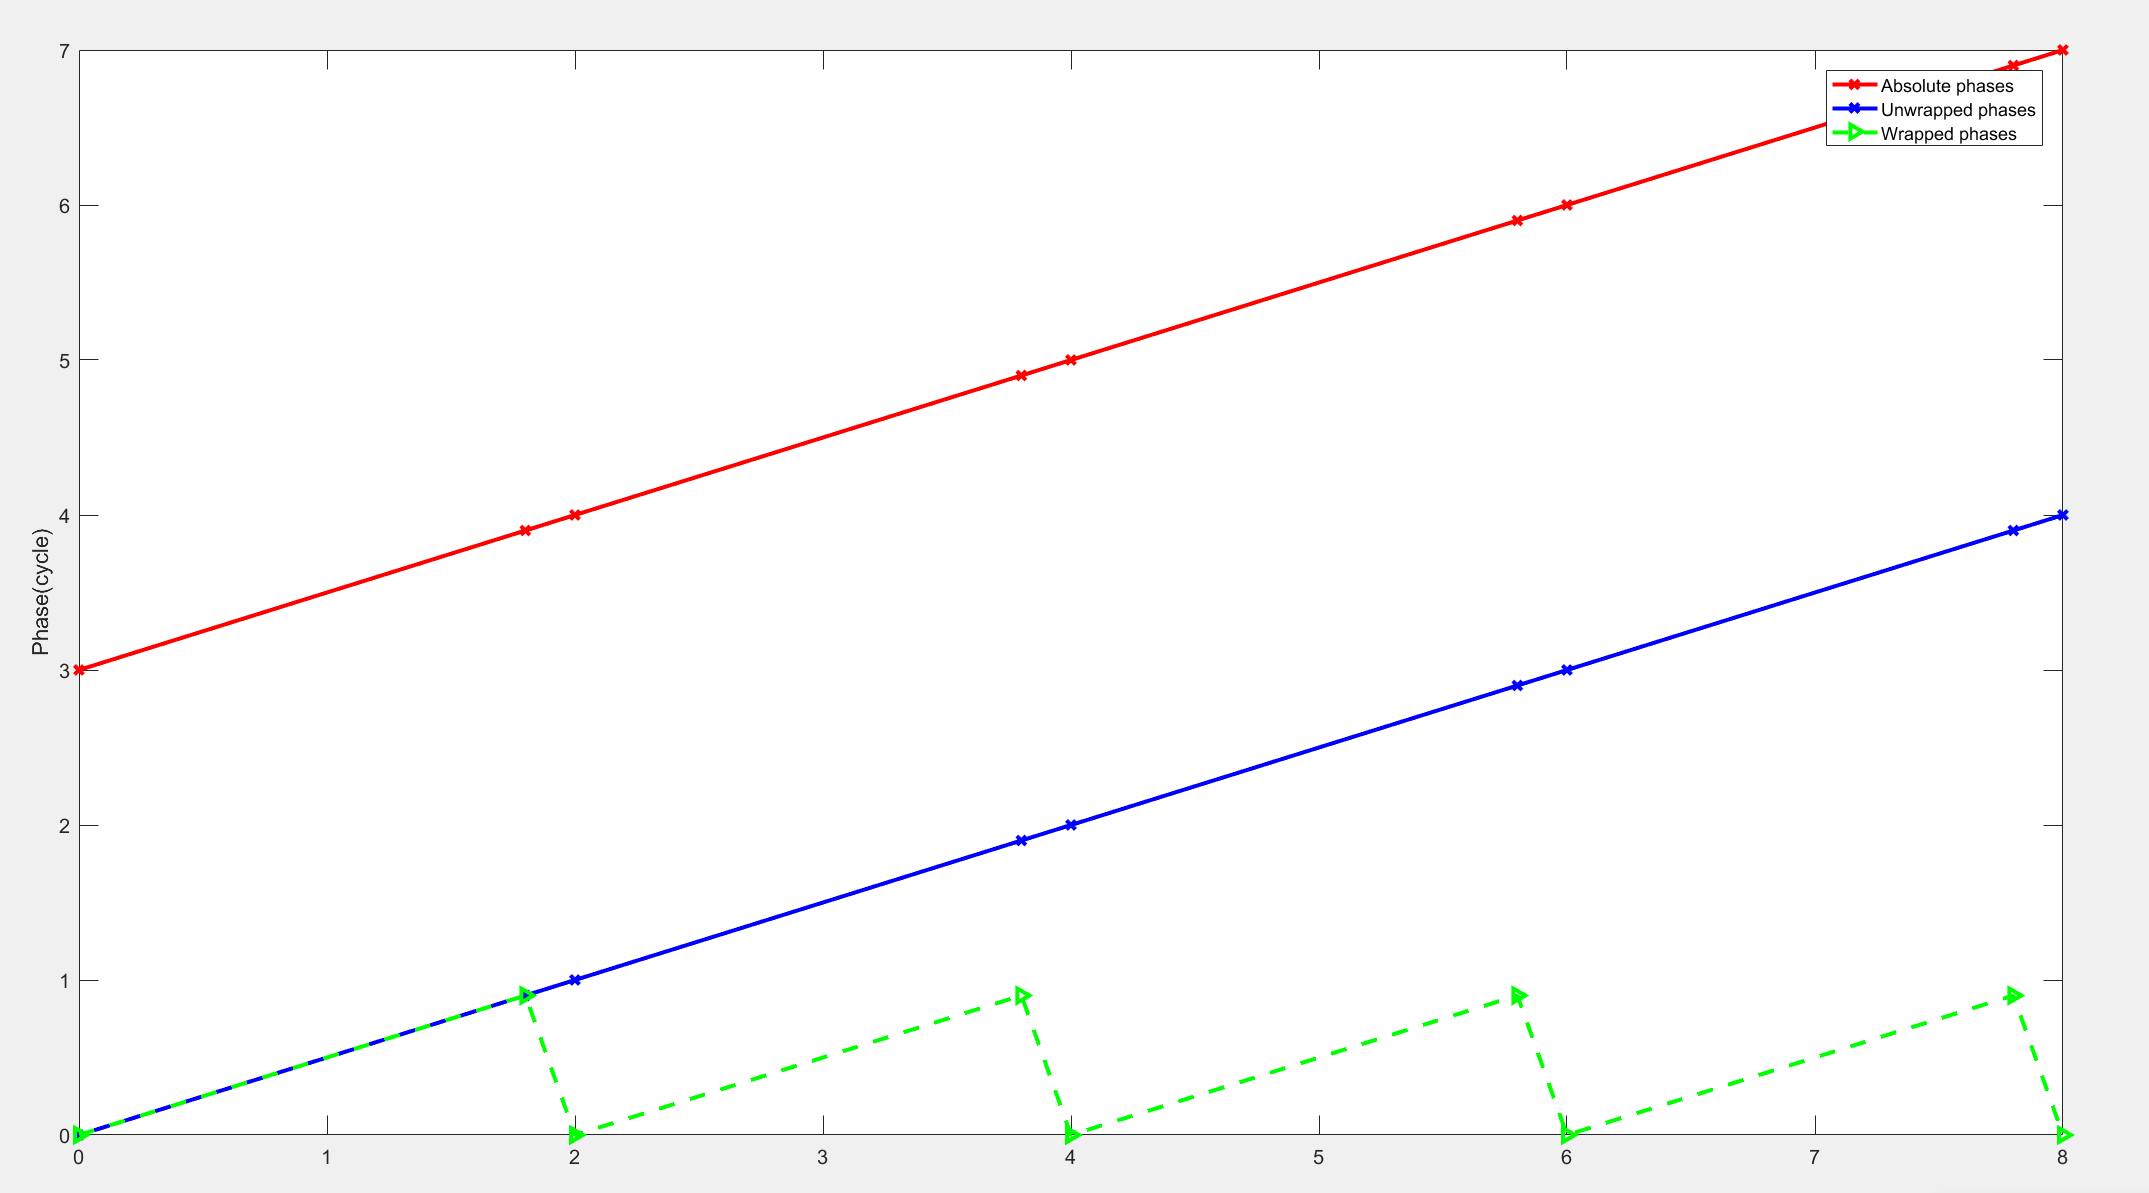 7
Absolute phases
Unwrapped phases
Wrapped phases
6
5
4
Phase(cycle)
3
2
1
0
0 1 2 3 4 5 6 7 8